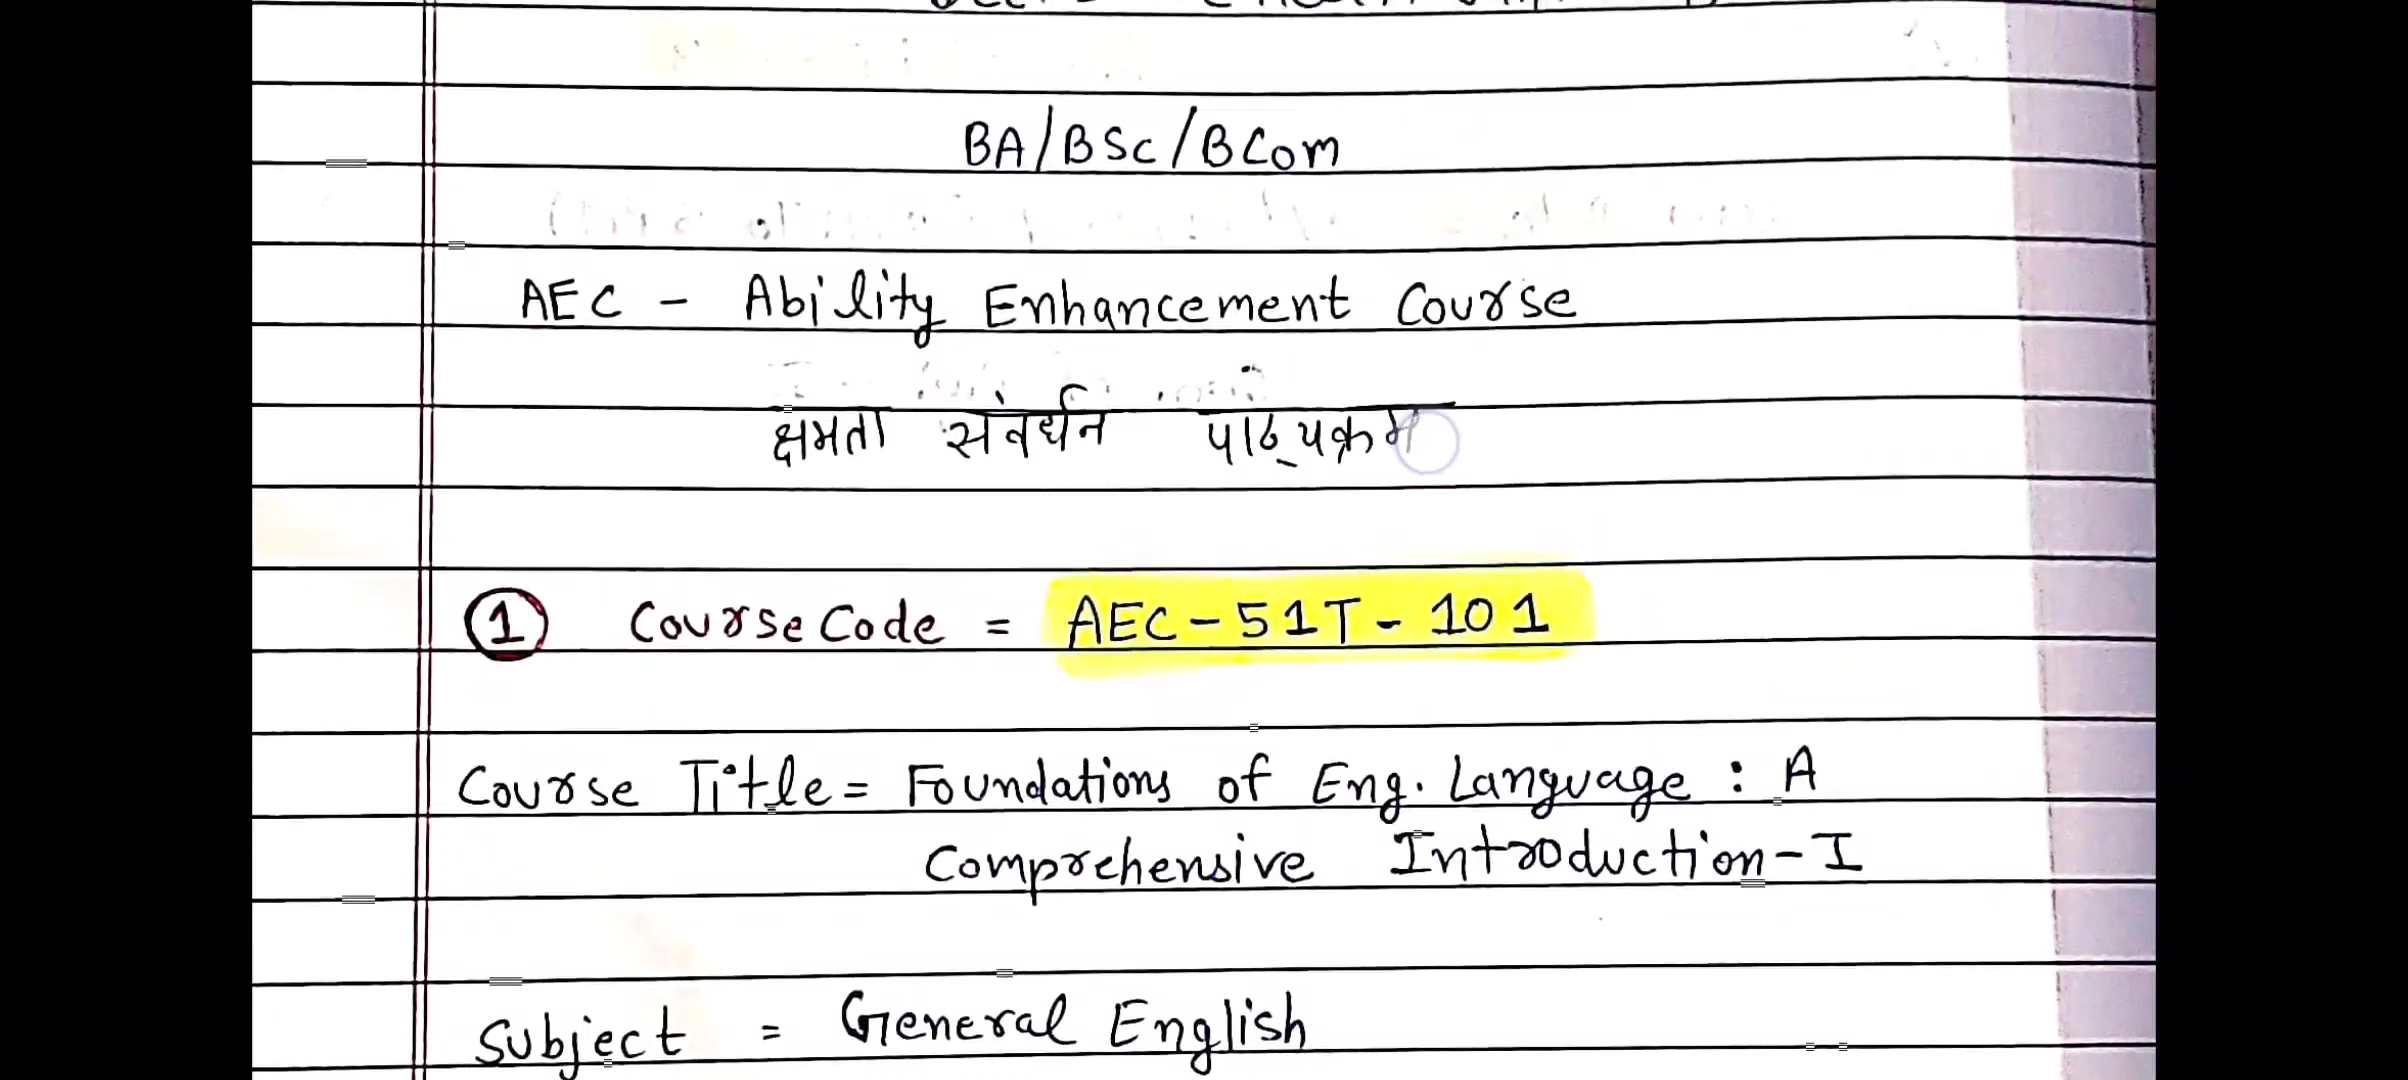 BA/BSc/BCom
AEC - Ability Enhancement Course
क्षमता संवर्धन पाठ्यक्रम
① Course Code = AEC-51T-101
Course Title = Foundations of Eng. Language : A
Comprehensive Introduction-I
Subject = General English